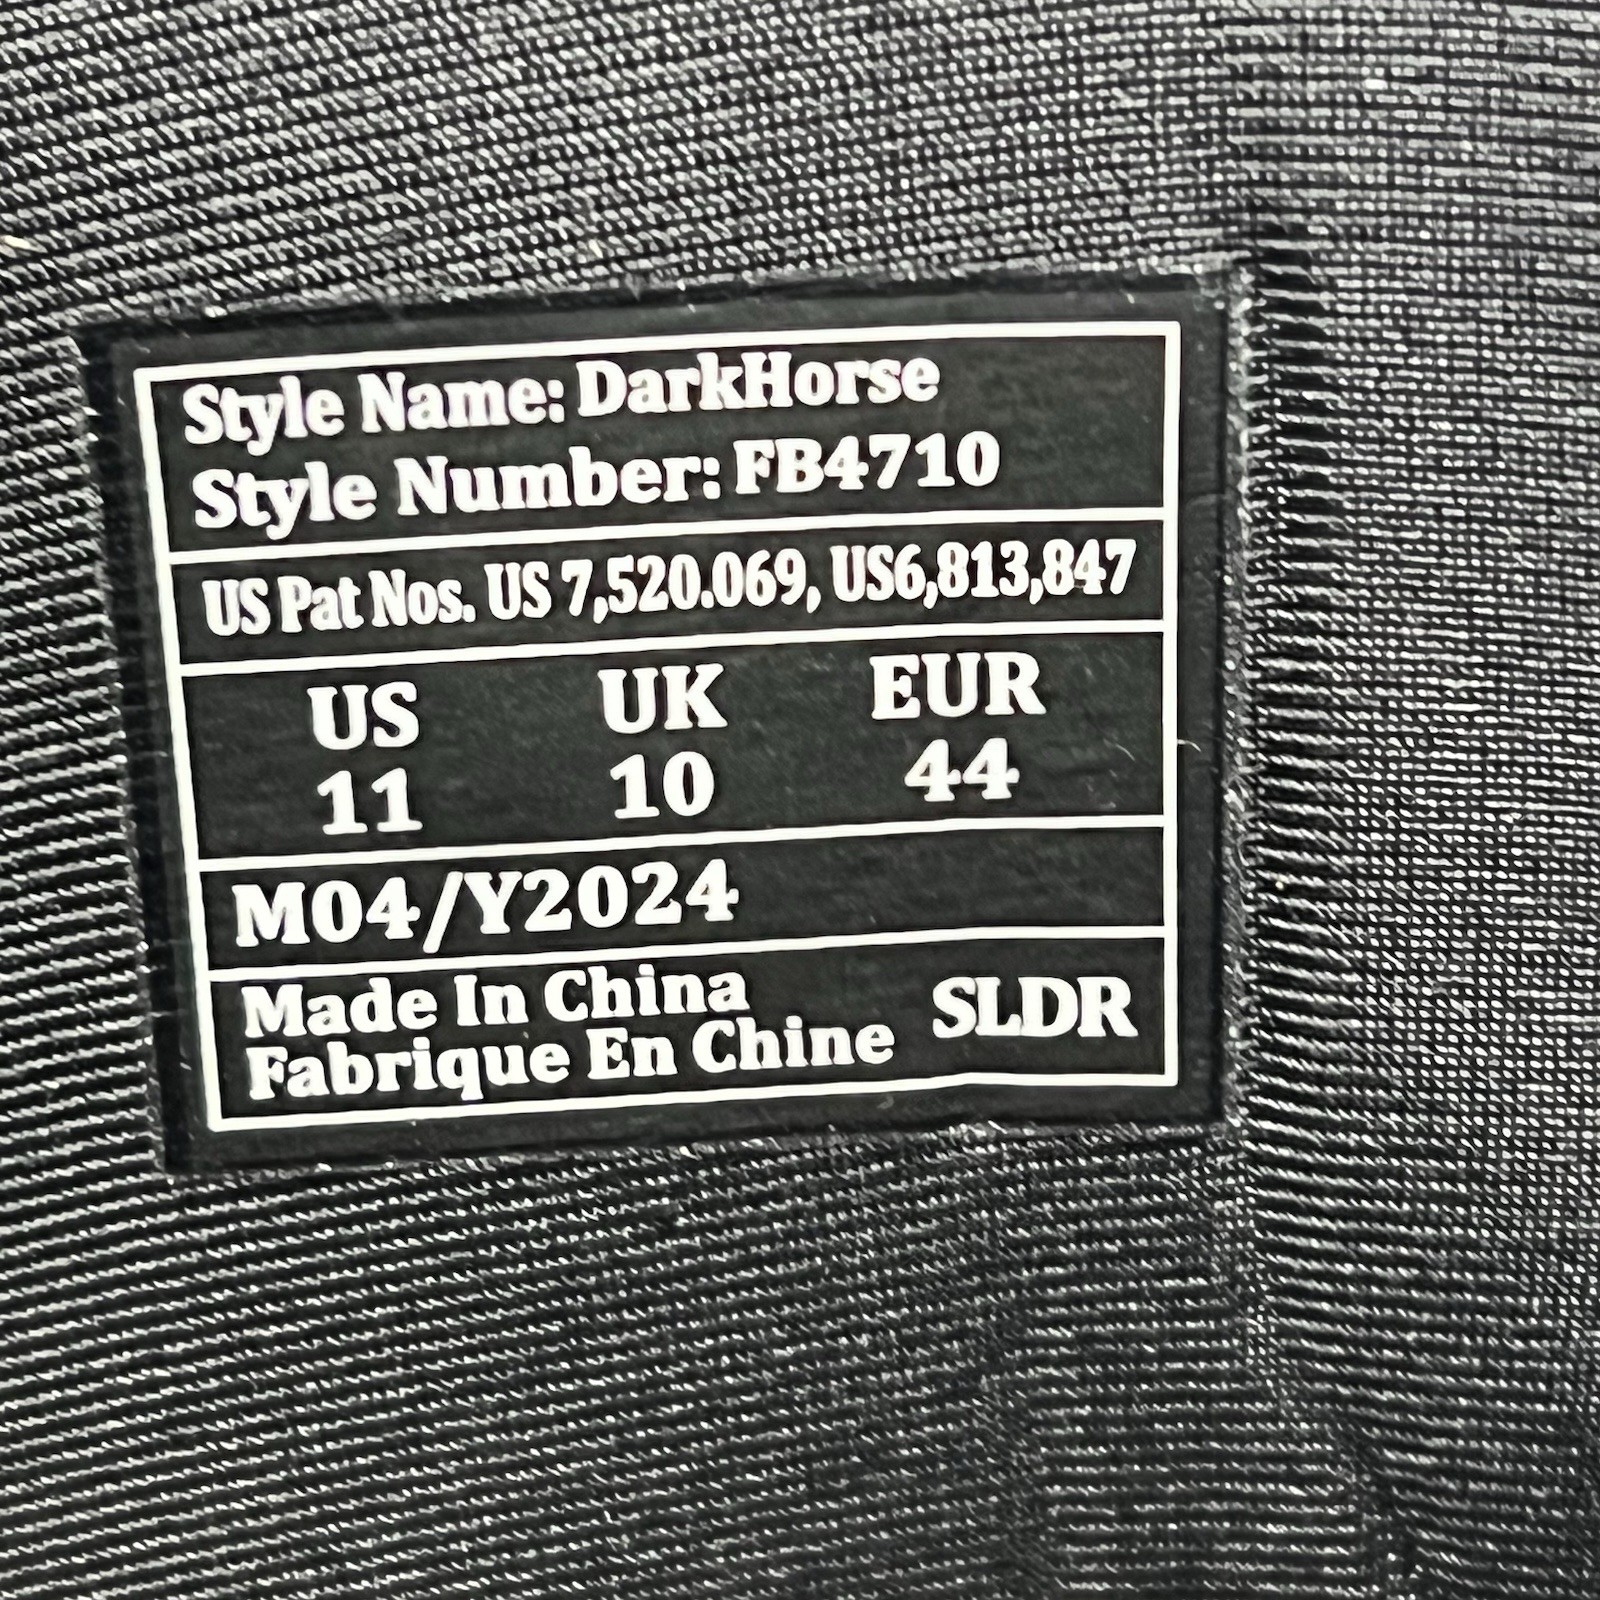 Style Name: DarkHorse
Style Number: FB4710
US Pat Nos. US 7,520.069, US6,813,847
US UK EUR
11 10 44
M04/Y2024
Made In China
Fabrique En Chine SLDR